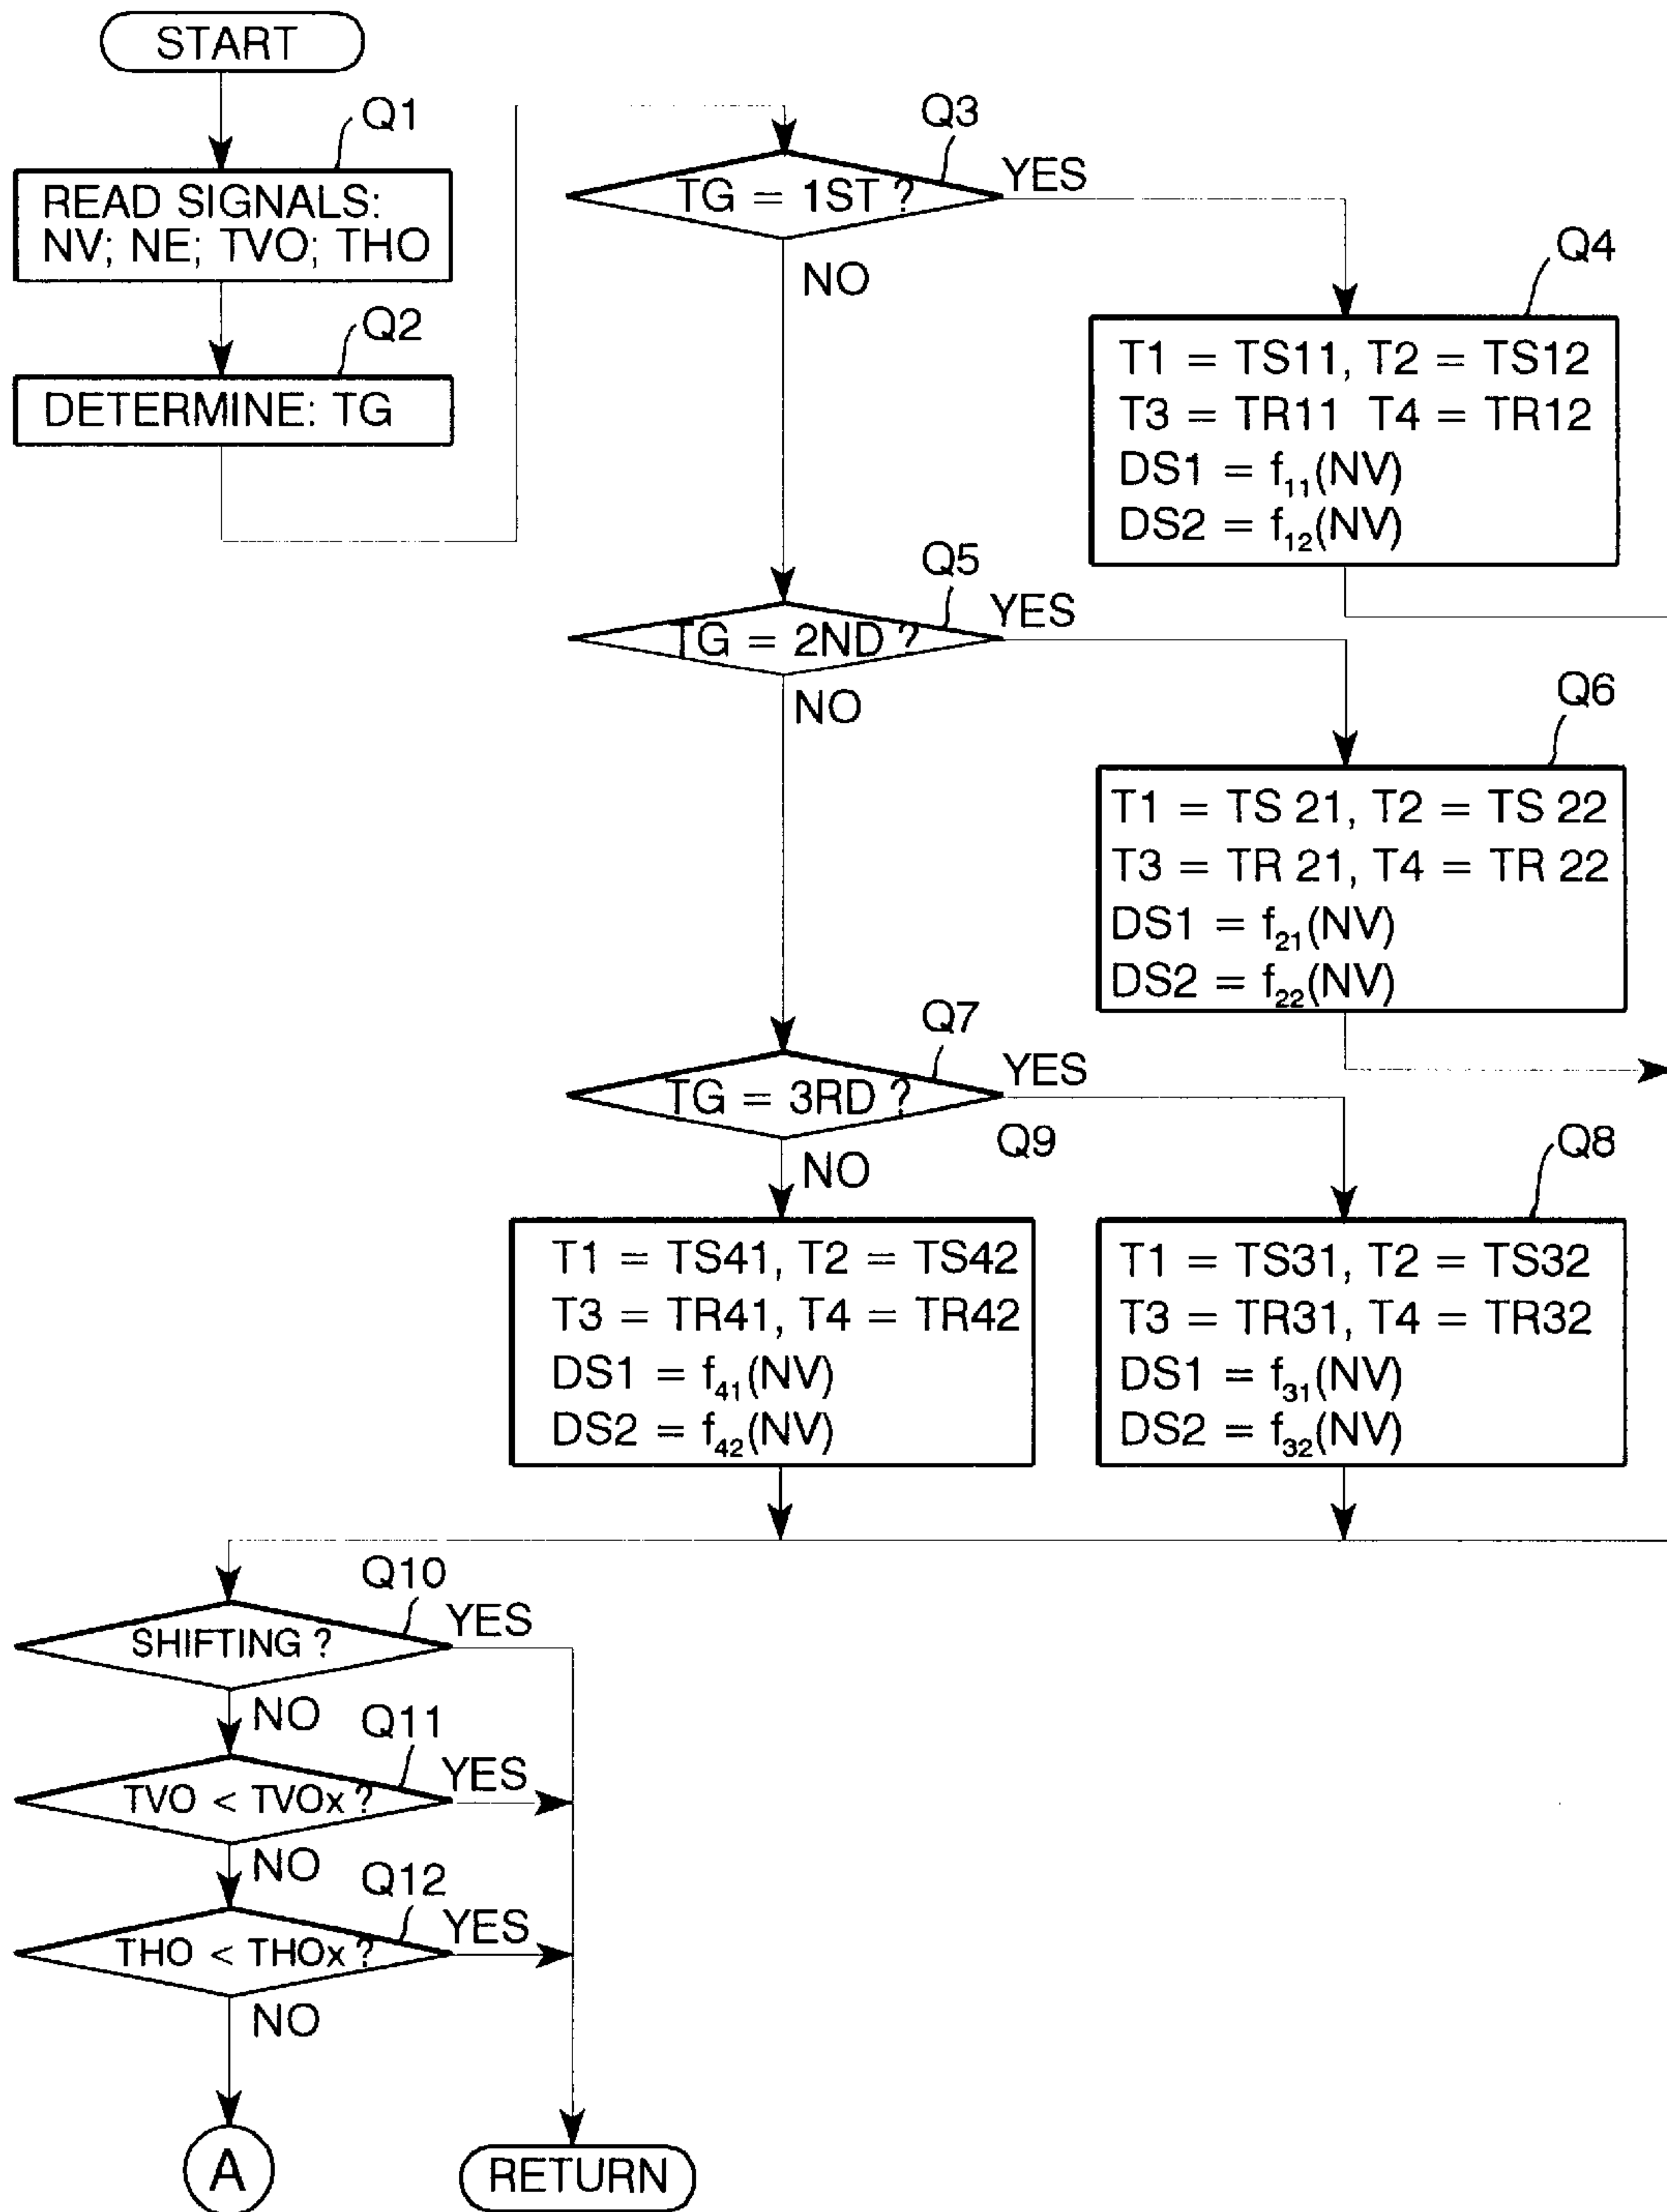 START
Q1
READ SIGNALS:
NV; NE; TVO; THO
Q2
DETERMINE: TG
Q3
TG = 1ST ?
YES
NO
Q4
T1 = TS11, T2 = TS12
T3 = TR11 T4 = TR12
DS1 = f₁₁(NV)
DS2 = f₁₂(NV)
Q5
TG = 2ND ?
YES
NO
Q6
T1 = TS 21, T2 = TS 22
T3 = TR 21, T4 = TR 22
DS1 = f₂₁(NV)
DS2 = f₂₂(NV)
Q7
TG = 3RD ?
YES
NO
Q9
T1 = TS41, T2 = TS42
T3 = TR41, T4 = TR42
DS1 = f₄₁(NV)
DS2 = f₄₂(NV)
Q8
T1 = TS31, T2 = TS32
T3 = TR31, T4 = TR32
DS1 = f₃₁(NV)
DS2 = f₃₂(NV)
Q10
SHIFTING ?
YES
NO
Q11
TVO < TVOx ?
YES
NO
Q12
THO < THOx ?
YES
NO
A
RETURN